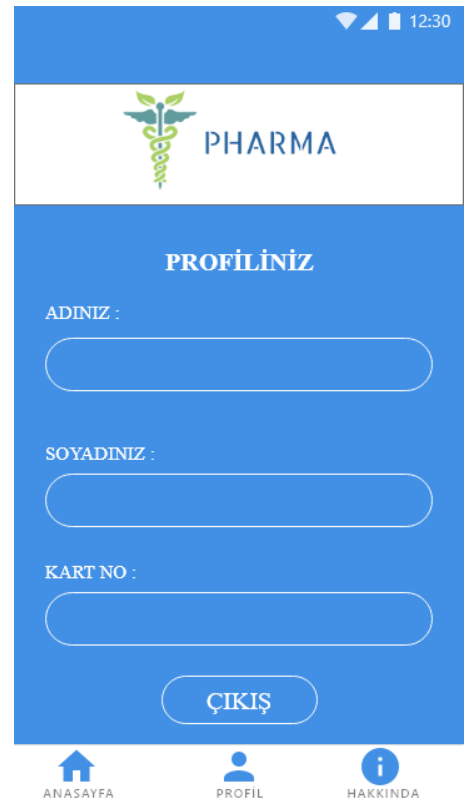 12:30
PHARMA
PROFİLİNİZ
ADINIZ :
SOYADINIZ :
KART NO :
ÇIKIŞ
ANASAYFA PROFİL HAKKINDA